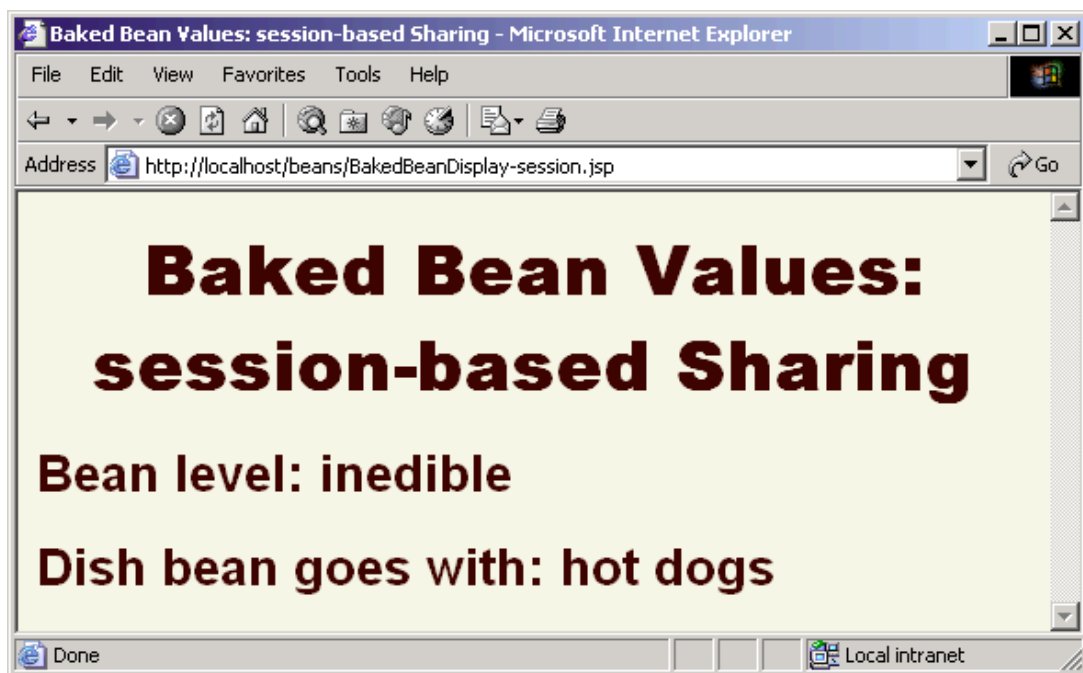 Baked Bean Values: session-based Sharing - Microsoft Internet Explorer
File Edit View Favorites Tools Help
Address http://localhost/beans/BakedBeanDisplay-session.jsp Go
Baked Bean Values:
session-based Sharing
Bean level: inedible
Dish bean goes with: hot dogs
Done Local intranet